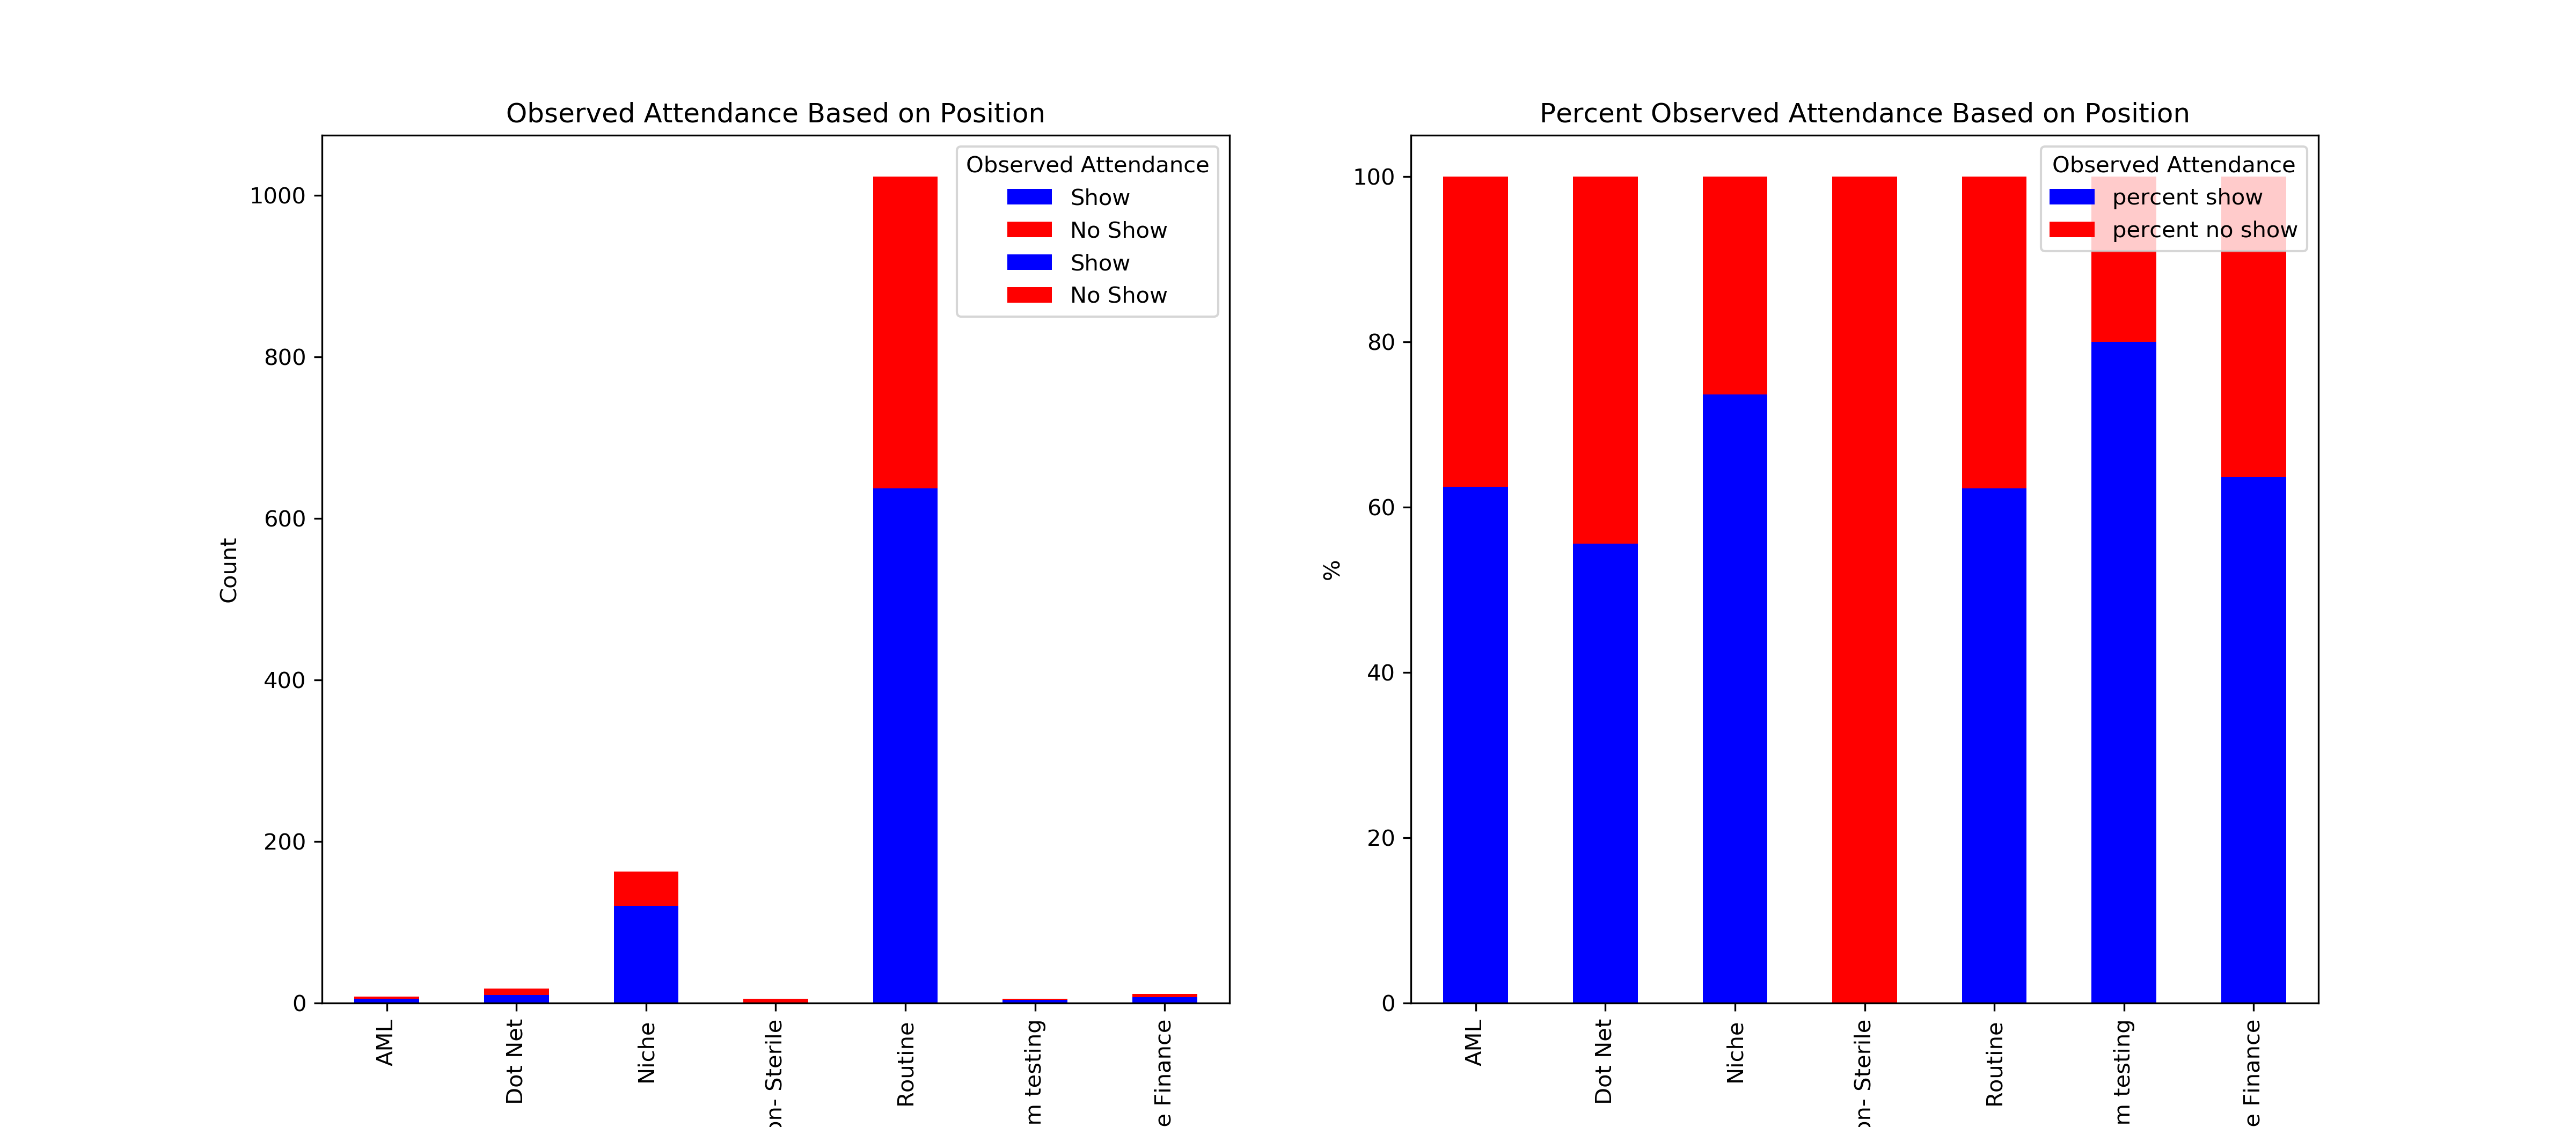 Observed Attendance Based on Position
Observed Attendance
Show
No Show
Show
No Show
Count
1000
800
600
400
200
0
AML
Dot Net
Niche
on- Sterile
Routine
m testing
e Finance
Percent Observed Attendance Based on Position
Observed Attendance
percent show
percent no show
%
100
80
60
40
20
0
AML
Dot Net
Niche
on- Sterile
Routine
m testing
e Finance